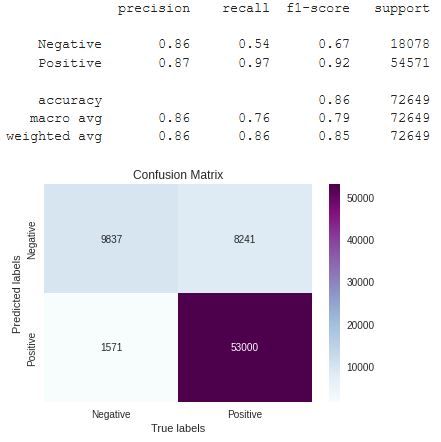 precision recall f1-score support
Negative 0.86 0.54 0.67 18078
Positive 0.87 0.97 0.92 54571
accuracy 0.86 72649
macro avg 0.86 0.76 0.79 72649
weighted avg 0.86 0.86 0.85 72649
Confusion Matrix
Predicted labels
Negative
9837 8241
Positive
1571 53000
Negative Positive
True labels
50000
40000
30000
20000
10000